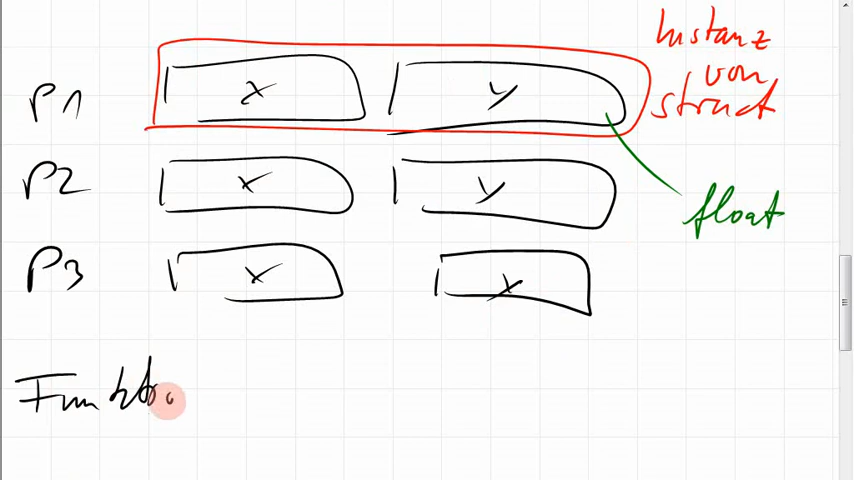 Instanz
von
struct
P1 x y
P2 x y
float
P3 x y
Funktio